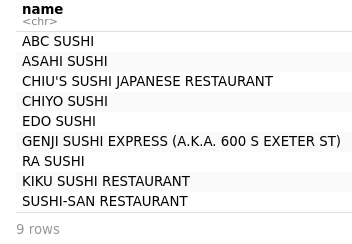 name
<chr>
ABC SUSHI
ASAHI SUSHI
CHIU'S SUSHI JAPANESE RESTAURANT
CHIYO SUSHI
EDO SUSHI
GENJI SUSHI EXPRESS (A.K.A. 600 S EXETER ST)
RA SUSHI
KIKU SUSHI RESTAURANT
SUSHI-SAN RESTAURANT
9 rows